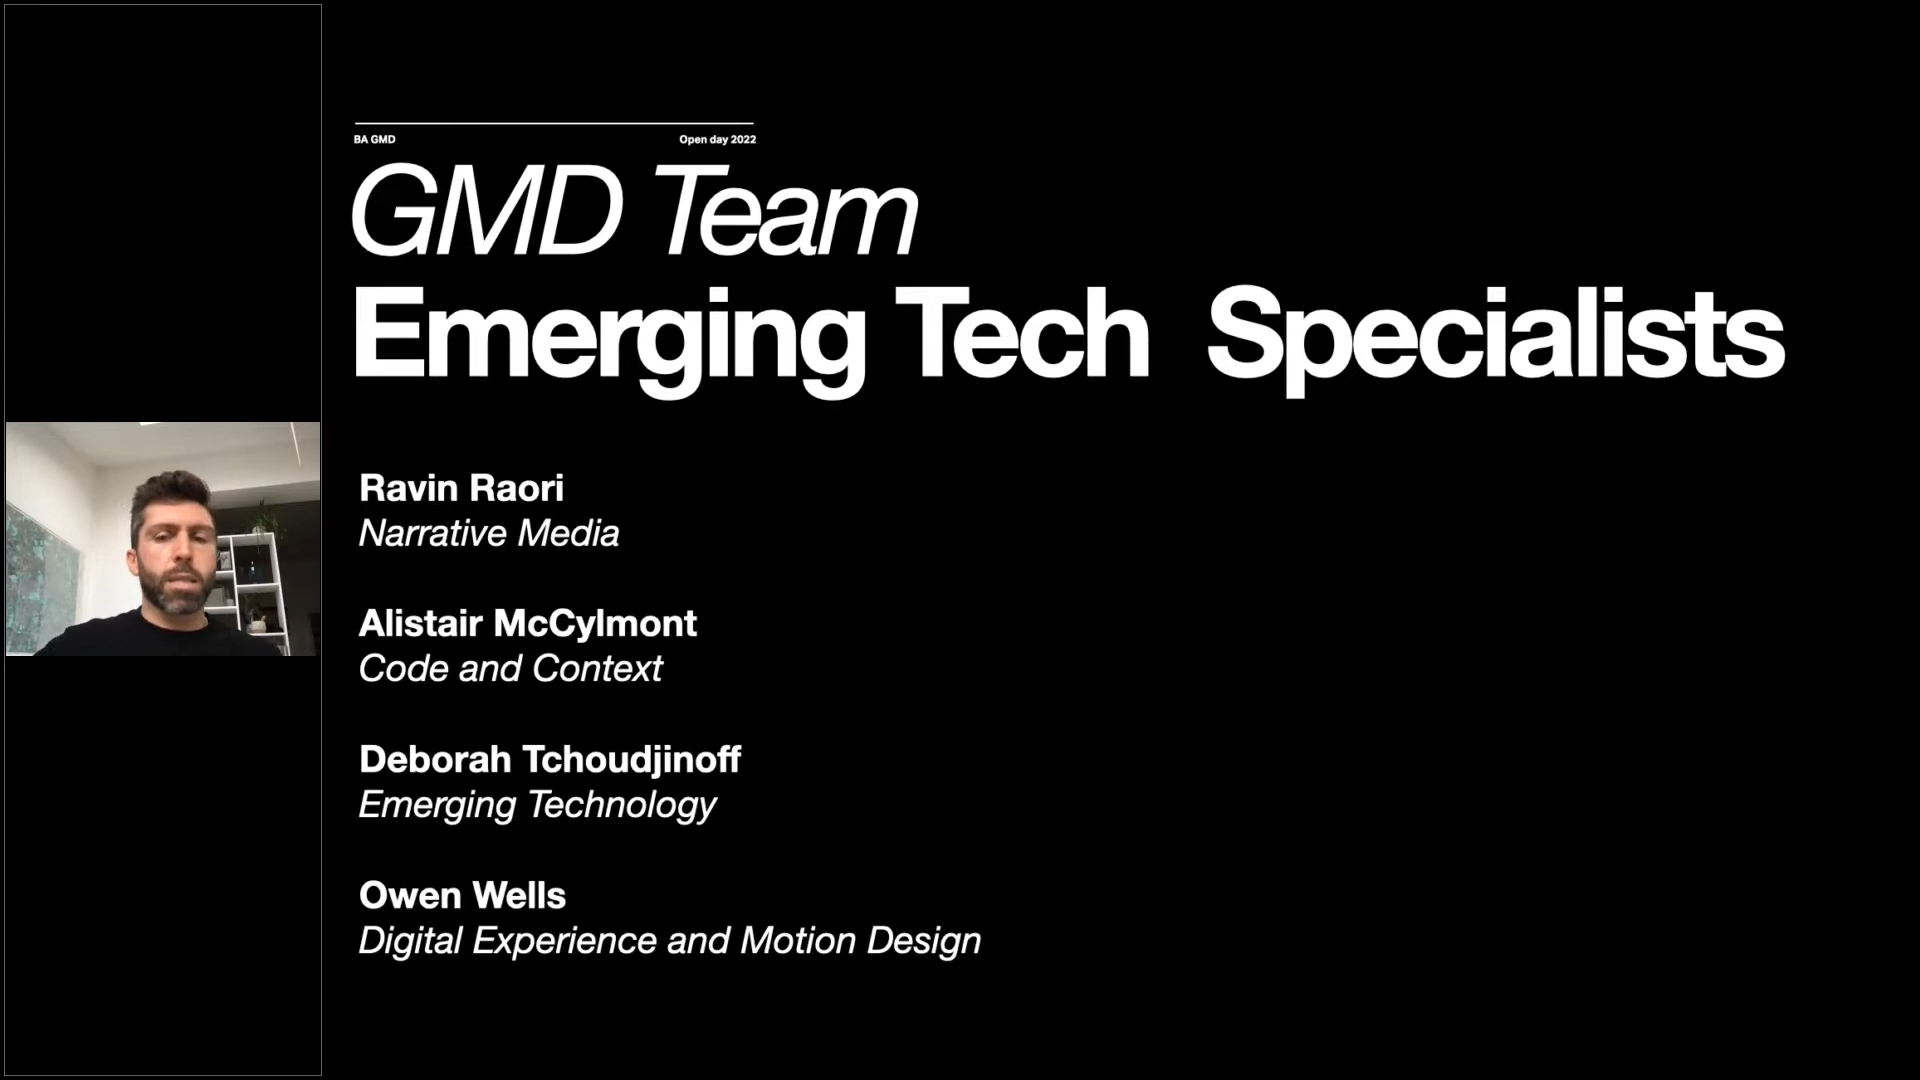 BA GMD
Open day 2022
GMD Team
Emerging Tech Specialists
Ravin Raori
Narrative Media
Alistair McCylmont
Code and Context
Deborah Tchoudjinoff
Emerging Technology
Owen Wells
Digital Experience and Motion Design